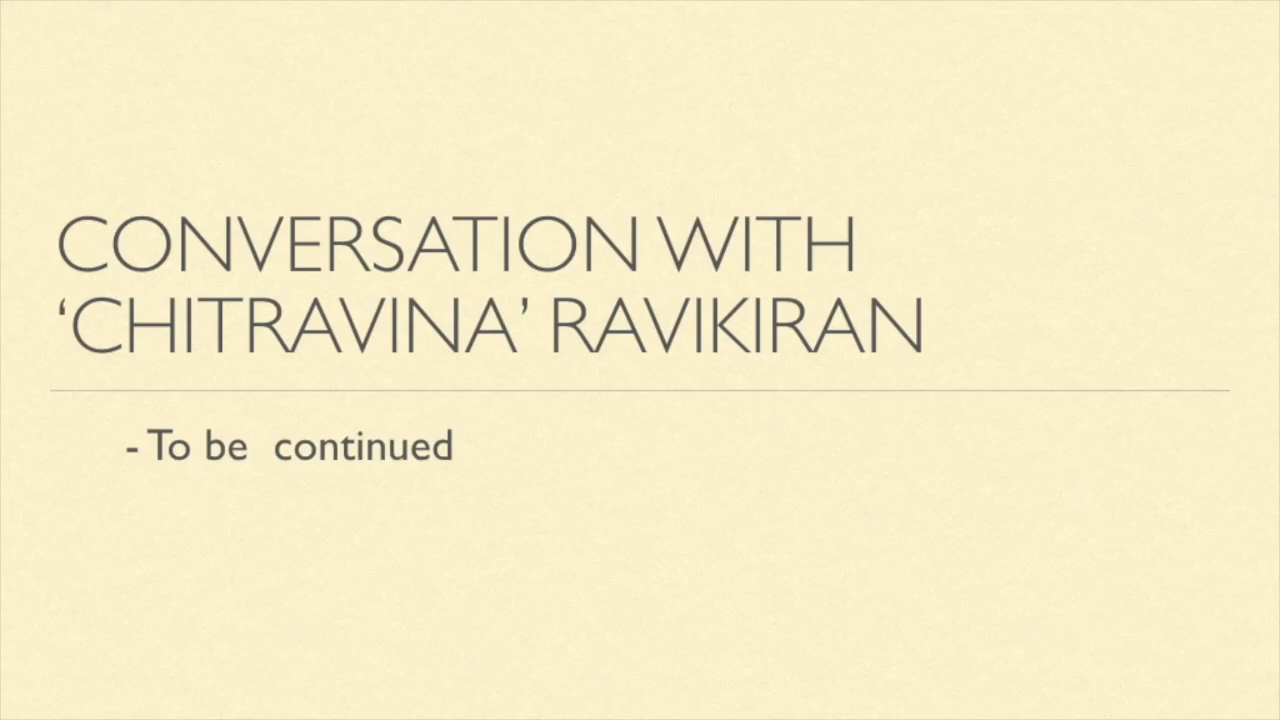 CONVERSATION WITH
‘CHITRAVINA’ RAVIKIRAN
- To be continued